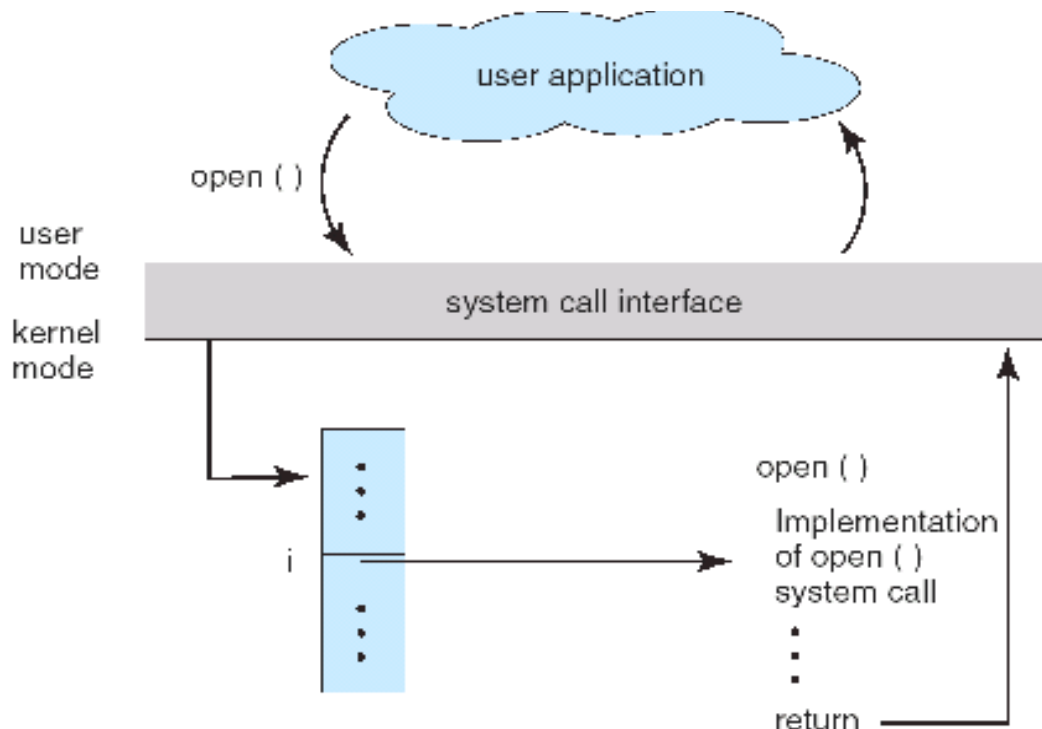 user application
open ( )
user
mode
system call interface
kernel
mode
open ( )
Implementation
of open ( )
system call
i
return